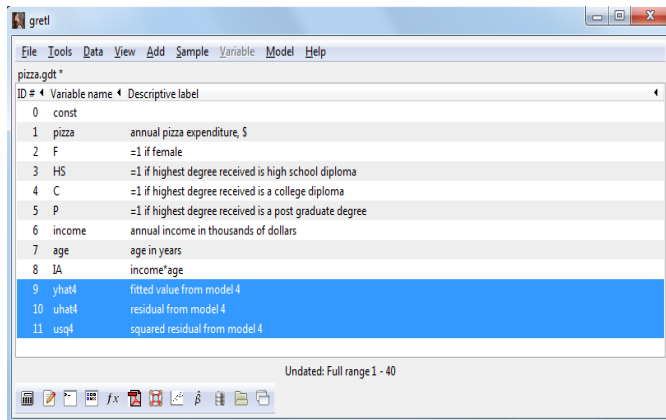 gretl
File Tools Data View Add Sample Variable Model Help
pizza.gdt *
ID # Variable name Descriptive label
0 const
1 pizza annual pizza expenditure, $
2 F =1 if female
3 HS =1 if highest degree received is high school diploma
4 C =1 if highest degree received is a college diploma
5 P =1 if highest degree received is a post graduate degree
6 income annual income in thousands of dollars
7 age age in years
8 IA income*age
9 yhat4 fitted value from model 4
10 uhat4 residual from model 4
11 usq4 squared residual from model 4
Undated: Full range 1 - 40
fx β̂